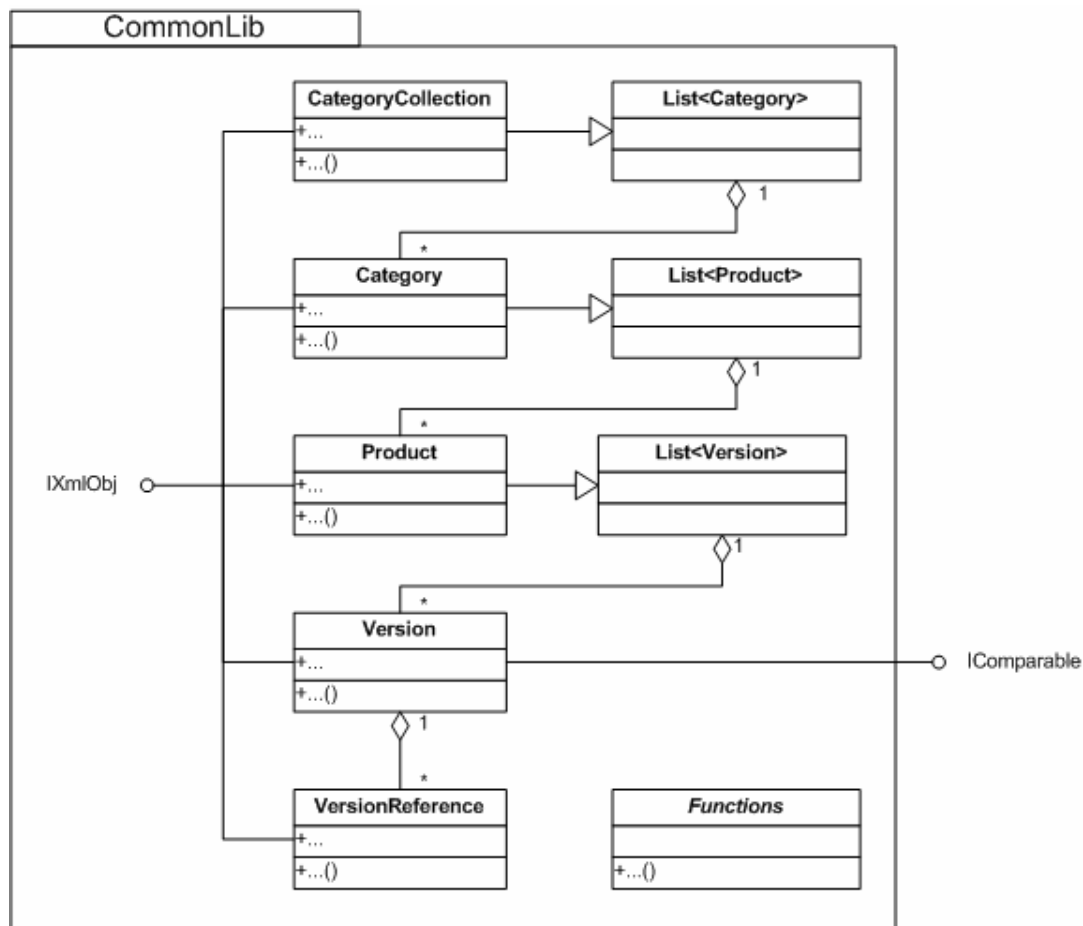 CommonLib
CategoryCollection
+...
+...()
List<Category>
1
*
Category
+...
+...()
List<Product>
1
*
Product
+...
+...()
List<Version>
1
*
IXmlObj
Version
+...
+...()
IComparable
1
*
VersionReference
+...
+...()
Functions
+...()